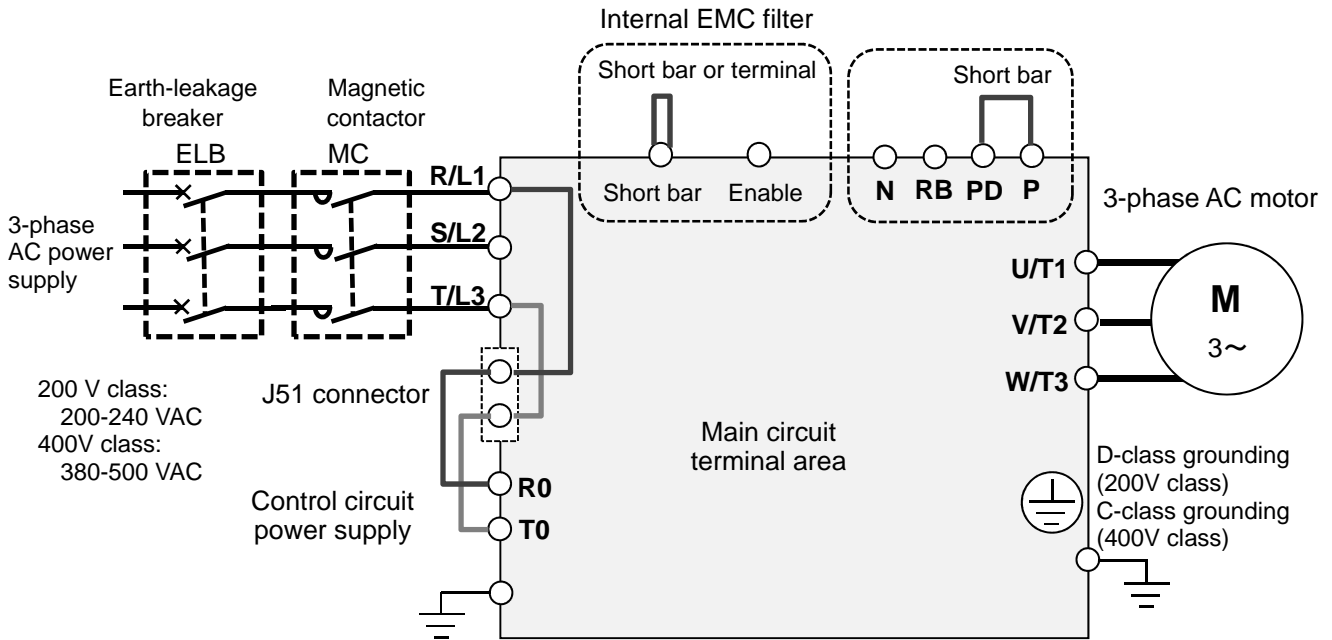 Internal EMC filter
Short bar or terminal
Short bar
Earth-leakage
breaker
Magnetic
contactor
ELB
MC
R/L1
S/L2
T/L3
Short bar
Enable
N
RB
PD
P
3-phase AC motor
3-phase
AC power
supply
U/T1
V/T2
W/T3
M
3～
200 V class:
200-240 VAC
400V class:
380-500 VAC
J51 connector
Main circuit
terminal area
Control circuit
power supply
R0
T0
D-class grounding
(200V class)
C-class grounding
(400V class)